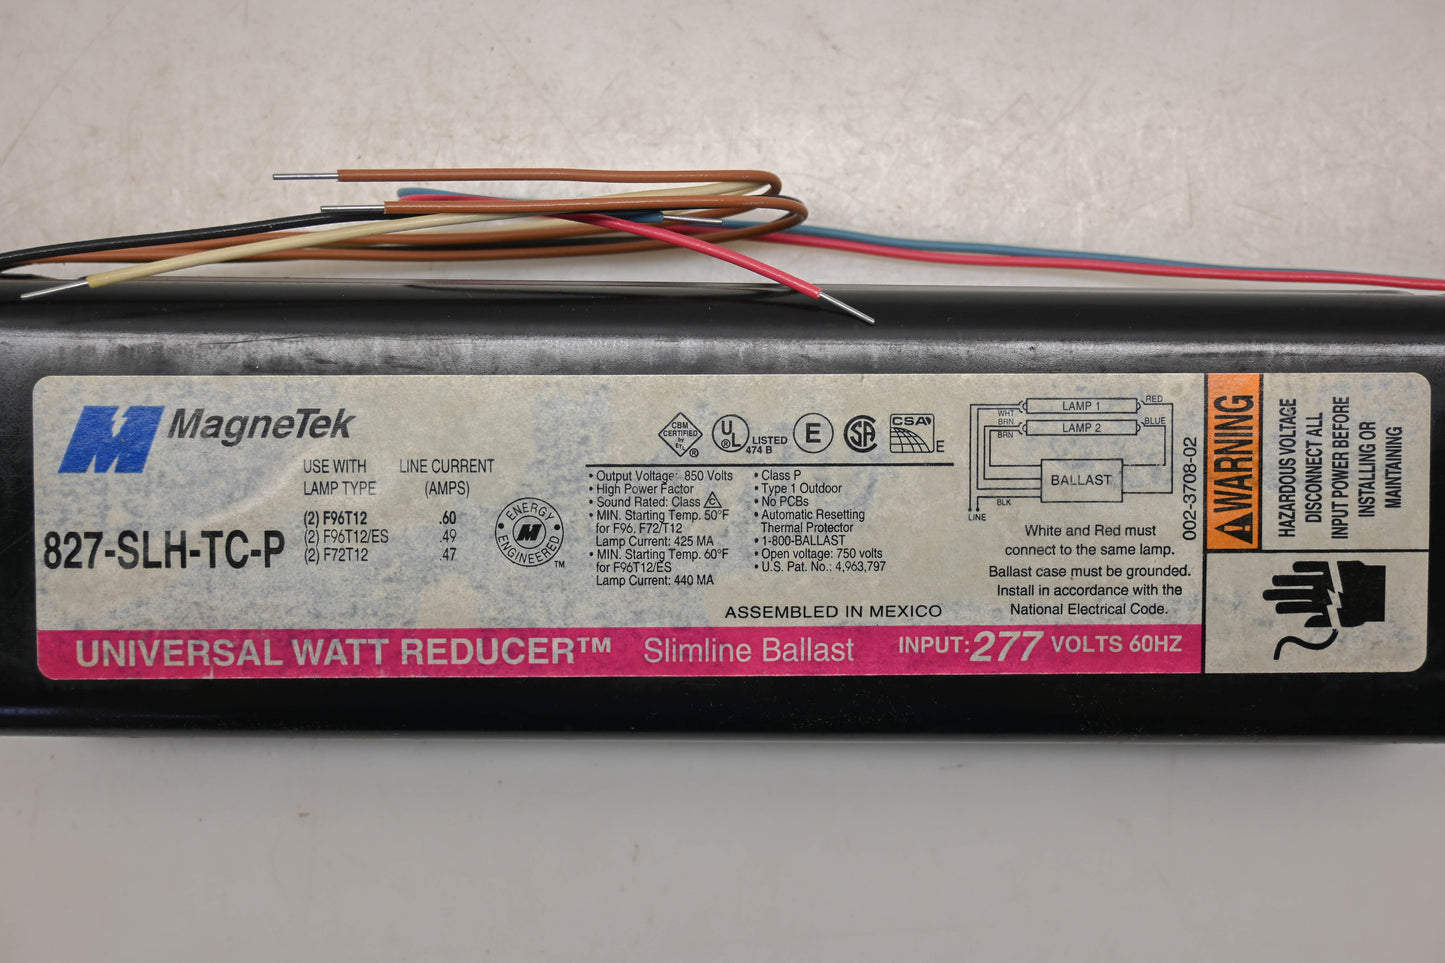 MagneTek
827-SLH-TC-P
USE WITH LAMP TYPE
LINE CURRENT (AMPS)
(2) F96T12 .60
(2) F96T12/ES .49
(2) F72T12 .47
ENERGY ENGINEERED
TM
CBM CERTIFIED by ETL ®
UL ® LISTED 474 B
E
SA ®
CSA E
• Output Voltage: 850 Volts
• High Power Factor
• Sound Rated: Class A
• MIN. Starting Temp. 50°F
for F96, F72/T12
Lamp Current: 425 MA
• MIN. Starting Temp. 60°F
for F96T12/ES
Lamp Current: 440 MA
• Class P
• Type 1 Outdoor
• No PCBs
• Automatic Resetting
Thermal Protector
• 1-800-BALLAST
• Open voltage: 750 volts
• U.S. Pat. No.: 4,963,797
ASSEMBLED IN MEXICO
LAMP 1
LAMP 2
RED
BLUE
WHT
BRN
BRN
BALLAST
BLK
LINE
White and Red must
connect to the same lamp.
Ballast case must be grounded.
Install in accordance with the
National Electrical Code.
002-3708-02
UNIVERSAL WATT REDUCER™ Slimline Ballast INPUT: 277 VOLTS 60HZ
WARNING
HAZARDOUS VOLTAGE
DISCONNECT ALL
INPUT POWER BEFORE
INSTALLING OR
MAINTAINING